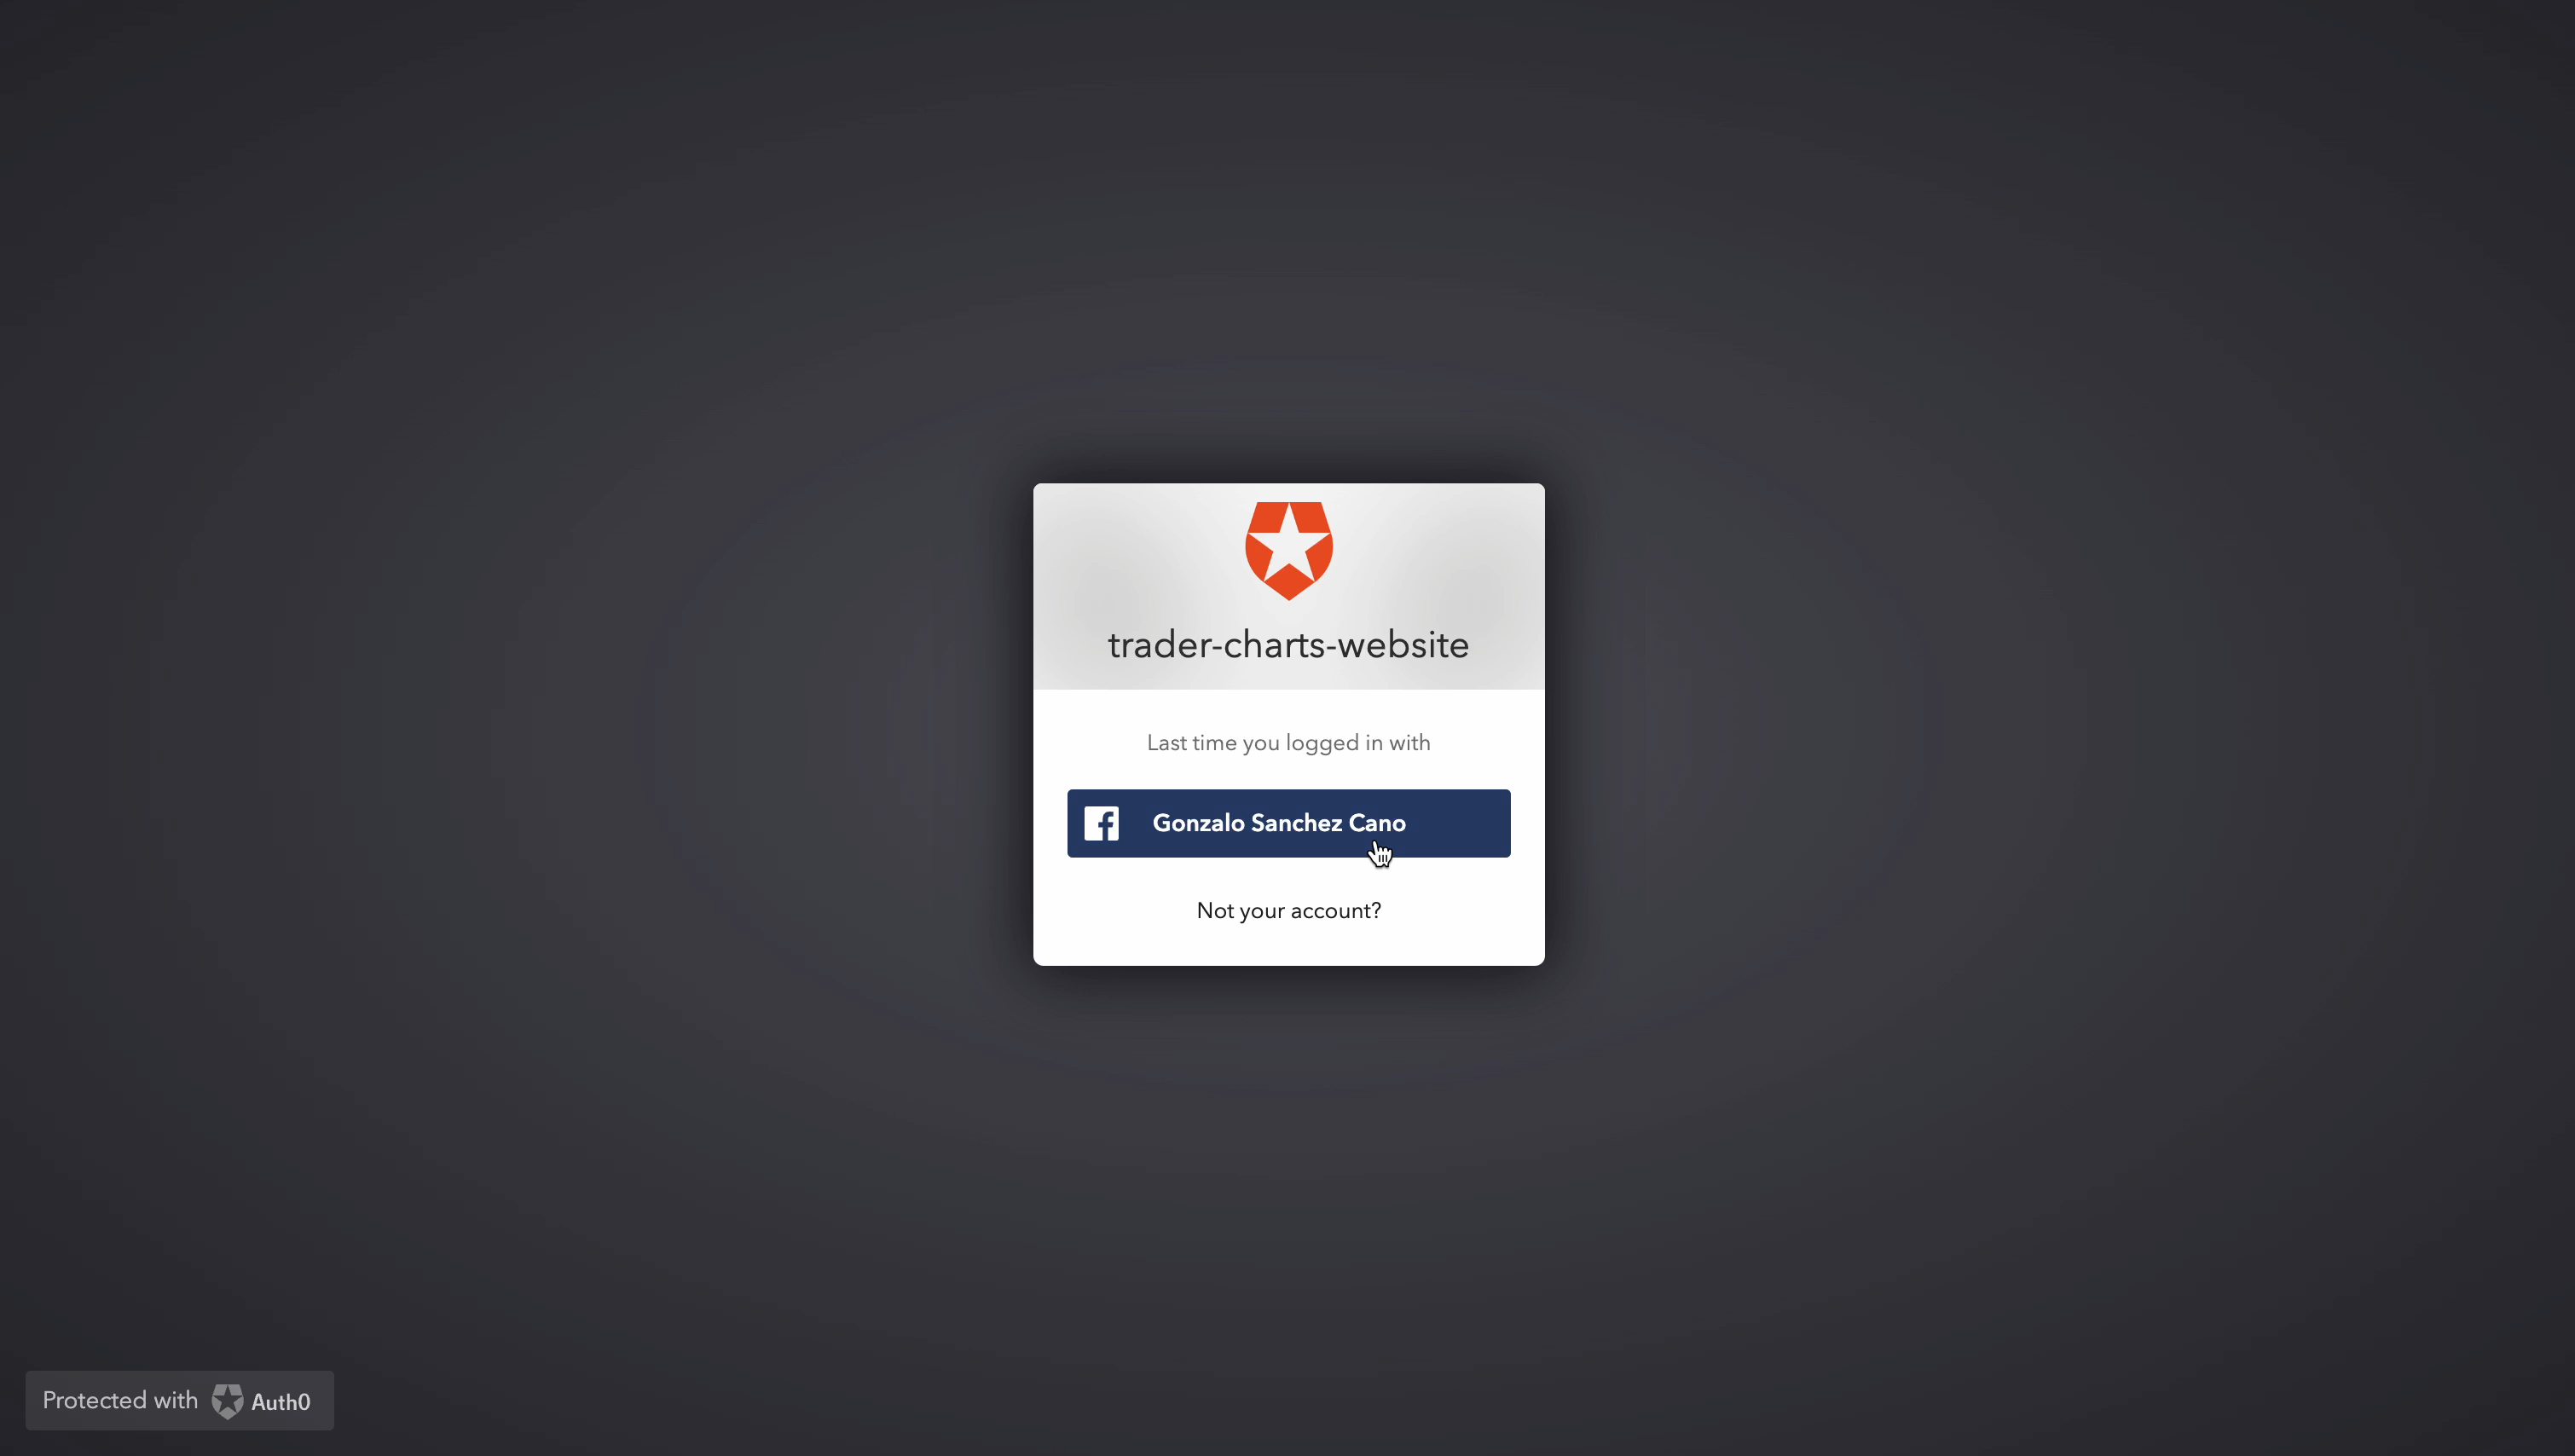 trader-charts-website
Last time you logged in with
Gonzalo Sanchez Cano
Not your account?
Protected with Auth0